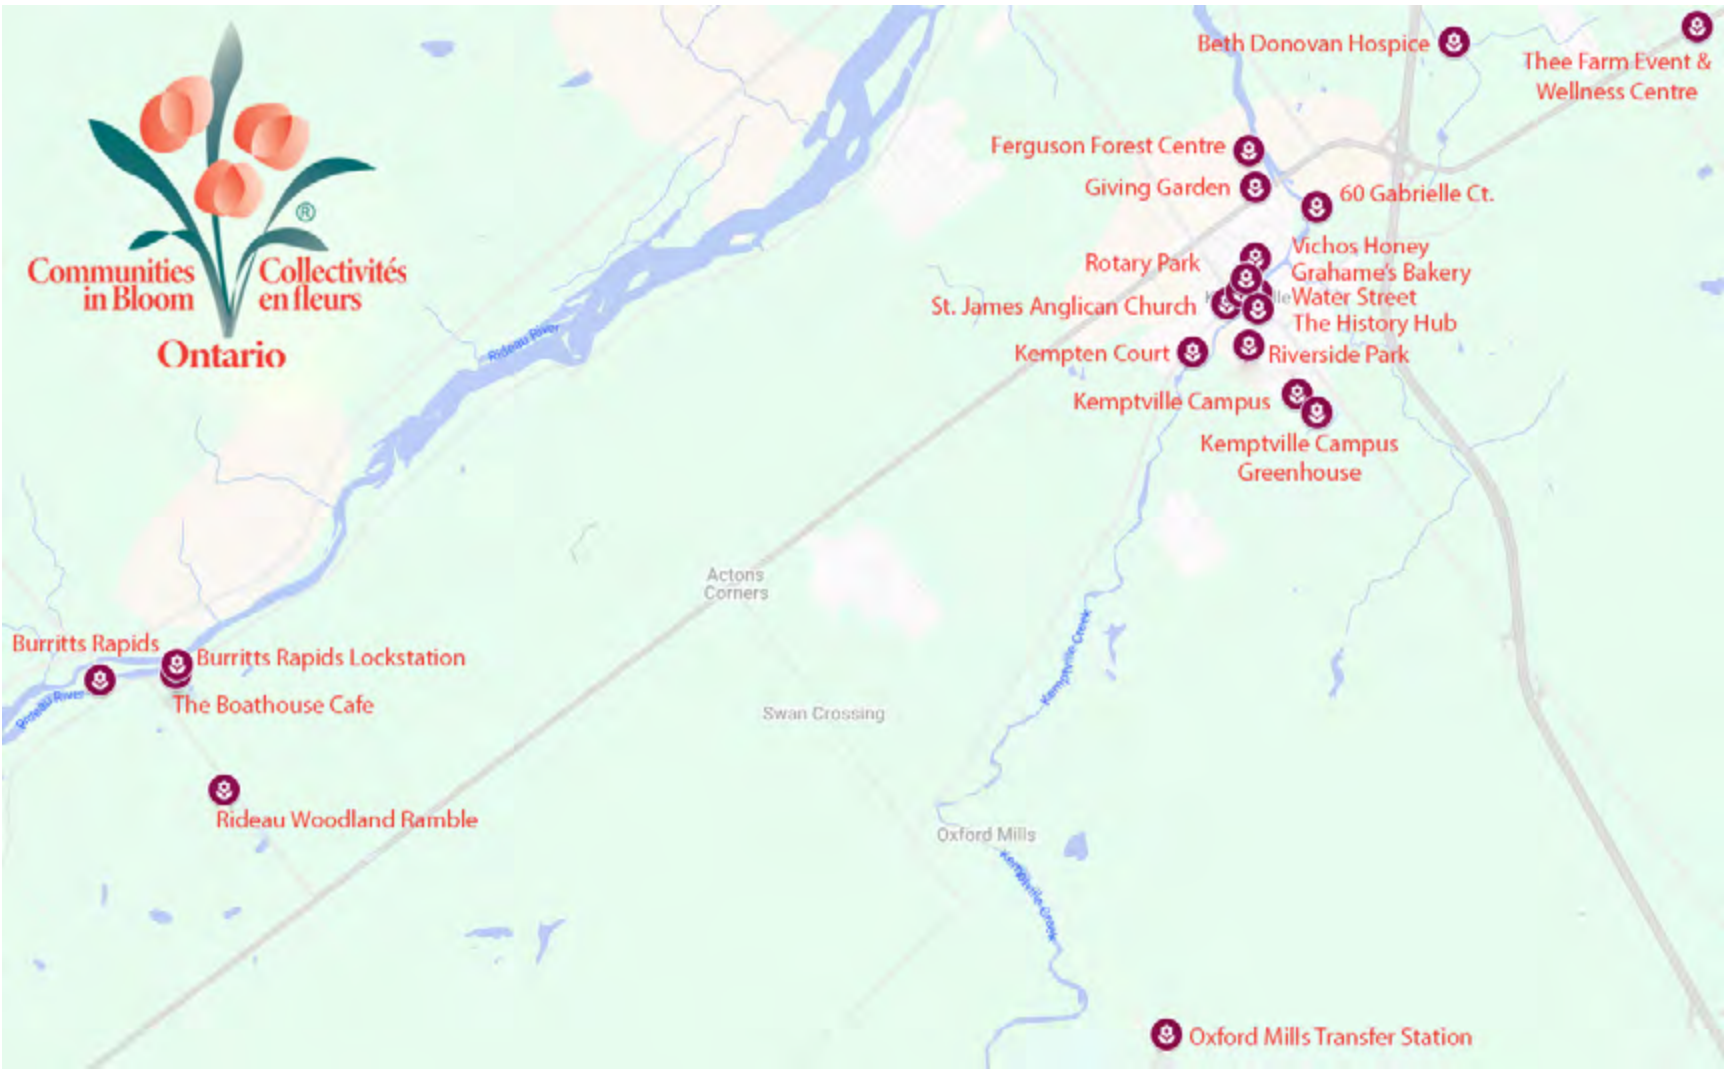 Communities
in Bloom
Collectivités
en fleurs
®
Ontario
Beth Donovan Hospice
Thee Farm Event &
Wellness Centre
Ferguson Forest Centre
Giving Garden
60 Gabrielle Ct.
Rotary Park
Vichos Honey
Grahame's Bakery
Water Street
The History Hub
St. James Anglican Church
Kempten Court
Riverside Park
Kemptville Campus
Kemptville Campus
Greenhouse
Rideau River
Actons
Corners
Kemptville Creek
Burritts Rapids
Burritts Rapids Lockstation
The Boathouse Cafe
Rideau River
Swan Crossing
Rideau Woodland Ramble
Oxford Mills
Kemptville Creek
Oxford Mills Transfer Station